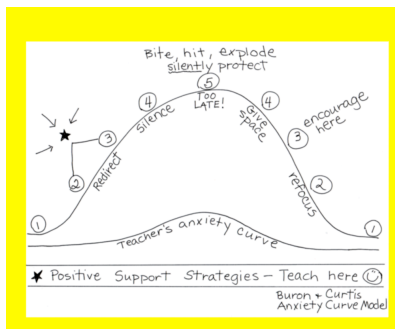 Bite, hit, explode
silently protect
5
TOO
LATE!
4
silence
4
Give
space
encourage
here
3
3
Redirect
2
2
refocus
1
1
Teacher's anxiety curve
★ Positive Support Strategies - Teach here ☺
Buron + Curtis
Anxiety Curve Model